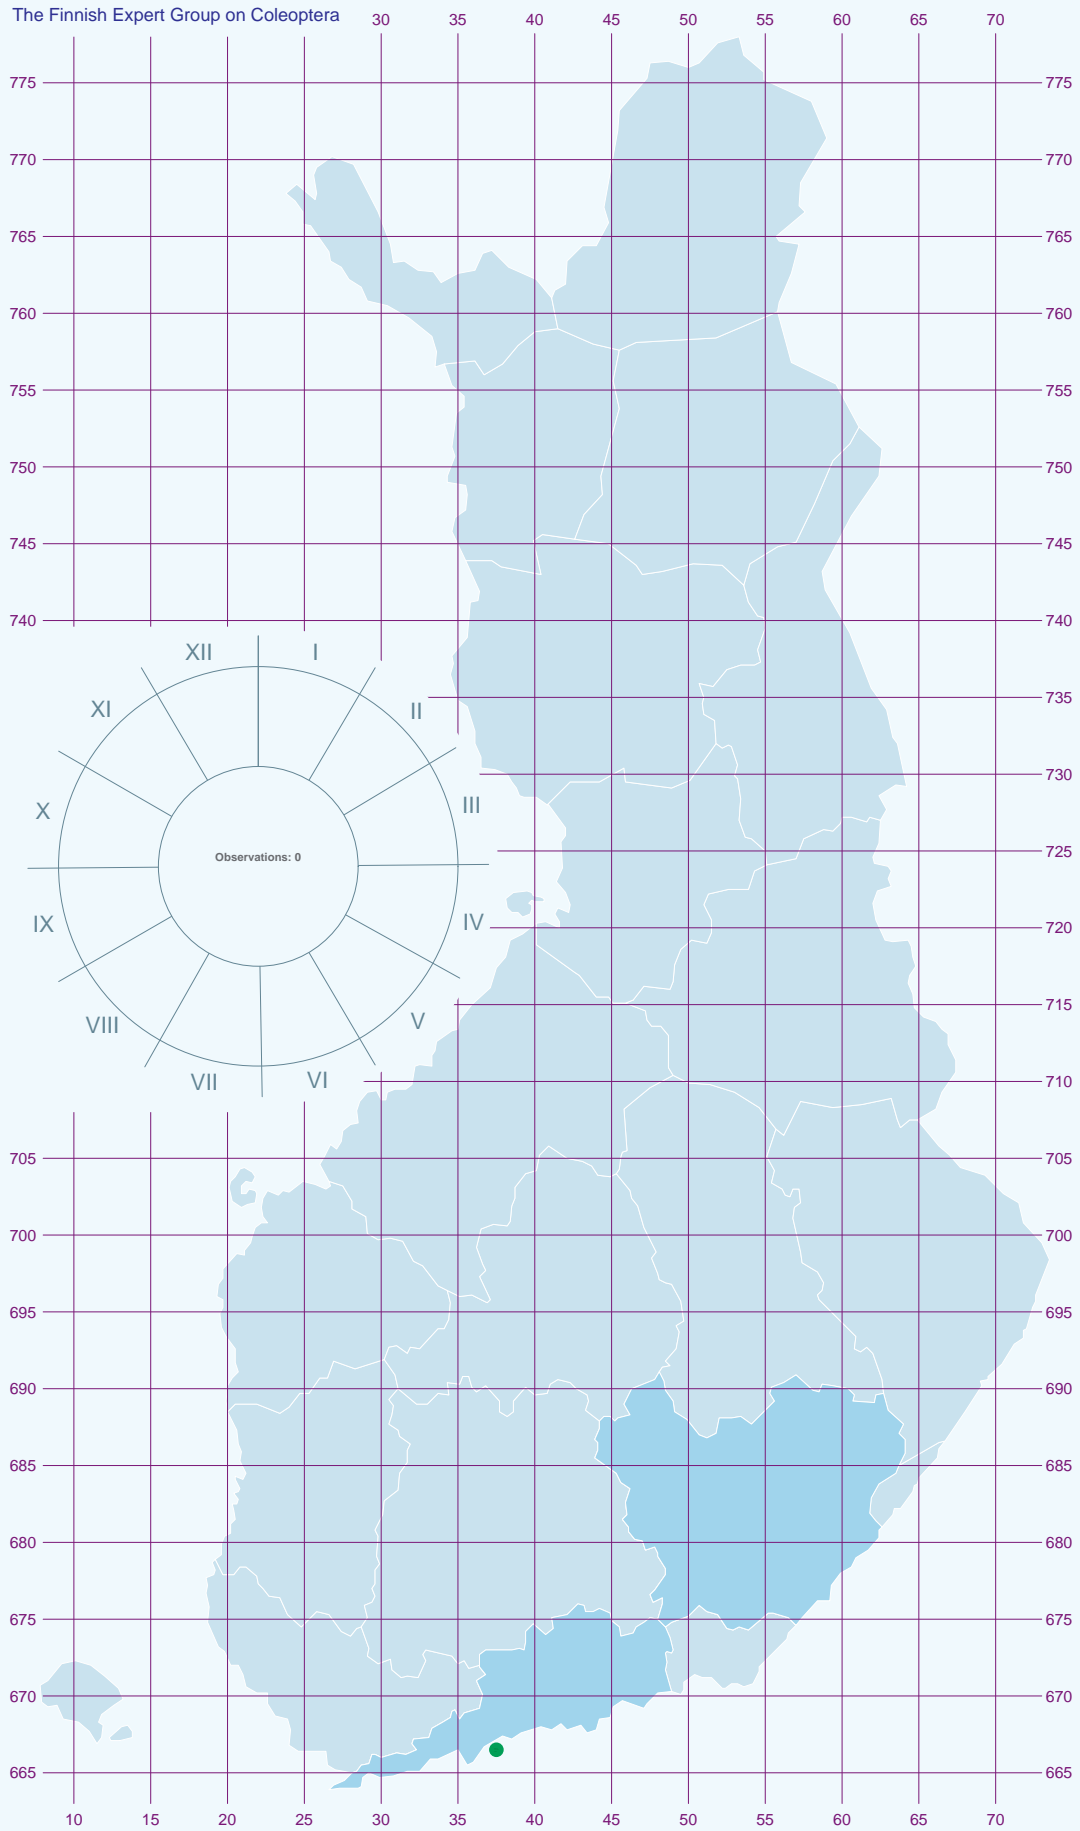 The Finnish Expert Group on Coleoptera
30 35 40 45 50 55 60 65 70
775 775
770 770
765 765
760 760
755 755
750 750
745 745
740 740
XII I
XI II
735
730
X III
Observations: 0
725
IX IV
720
VIII V
715
VII VI
710
705 705
700 700
695 695
690 690
685 685
680 680
675 675
670 670
665 665
10 15 20 25 30 35 40 45 50 55 60 65 70